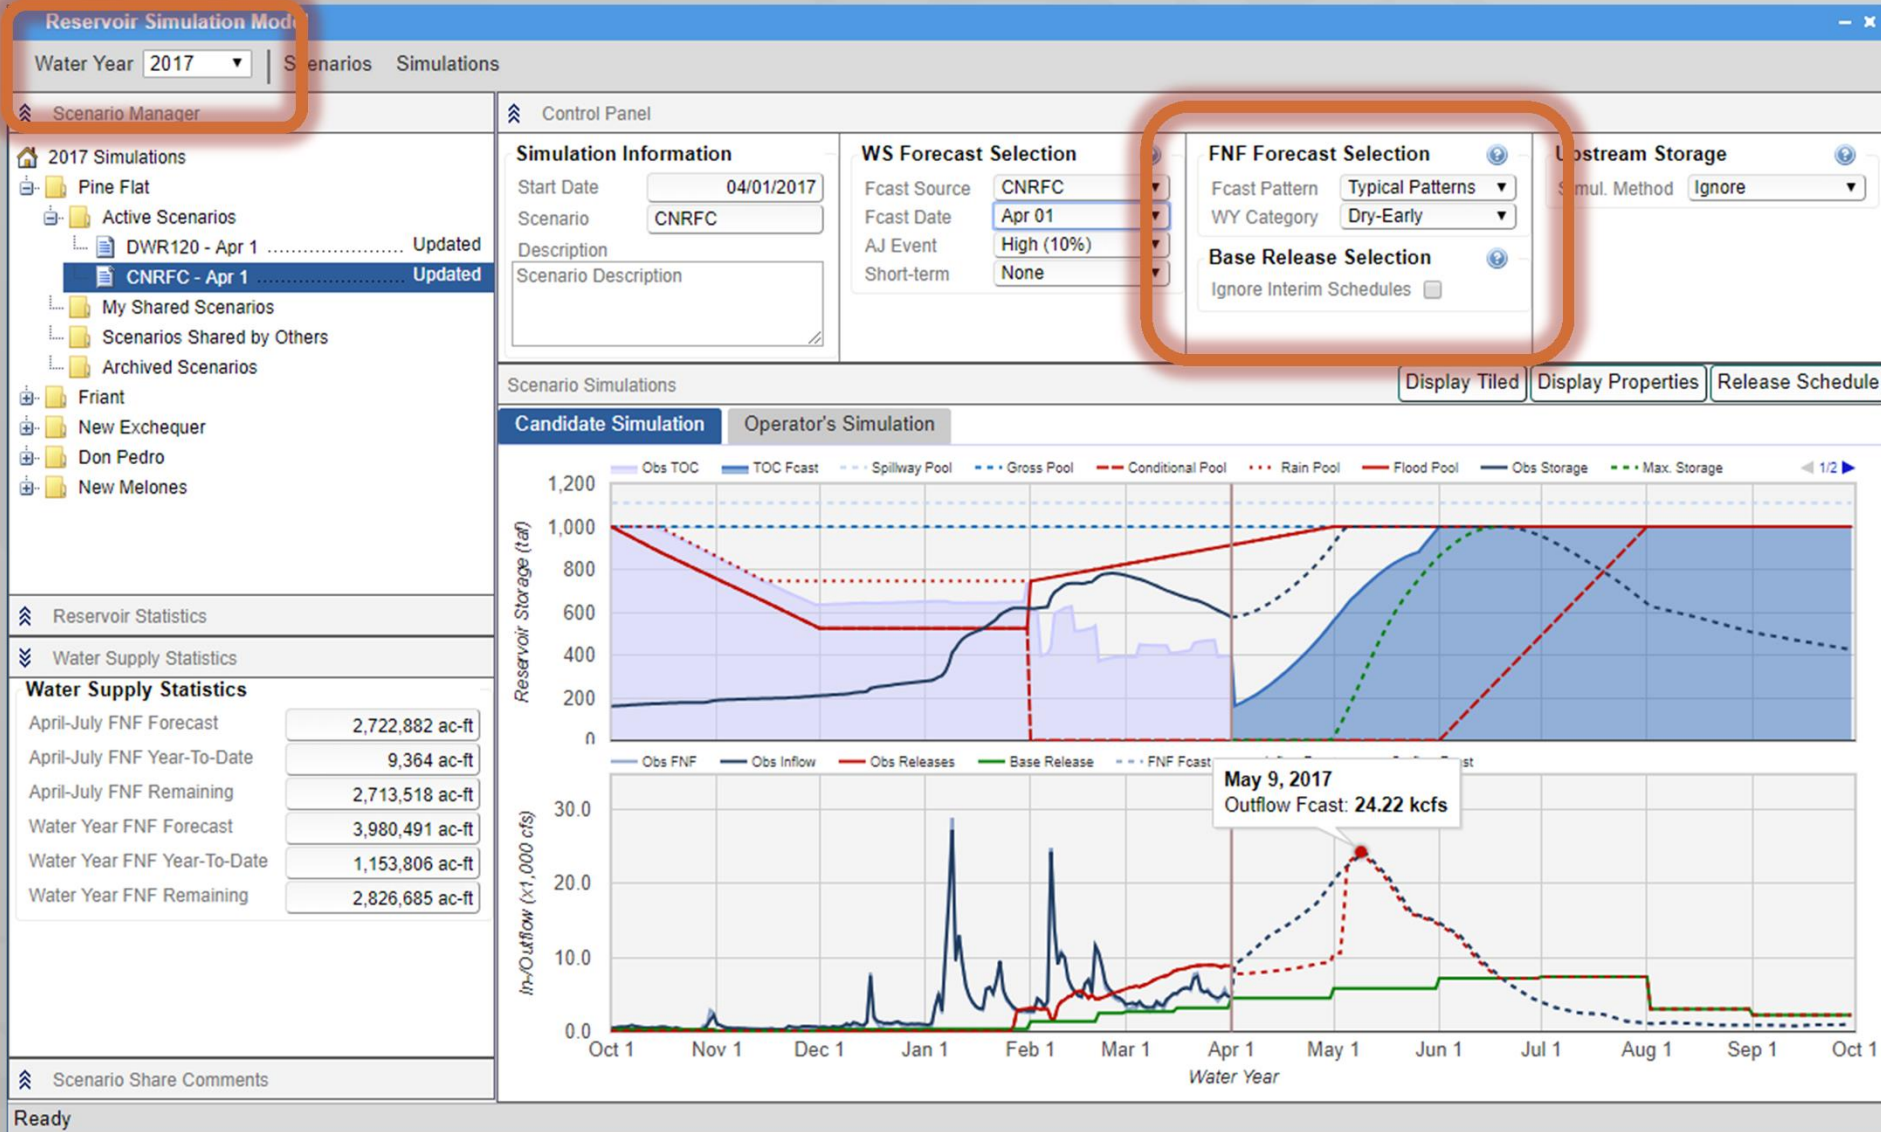 Reservoir Simulation Mod
Water Year 2017 Scenarios Simulations
Scenario Manager
2017 Simulations
Pine Flat
Active Scenarios
DWR120 - Apr 1 Updated
CNRFC - Apr 1 Updated
My Shared Scenarios
Scenarios Shared by Others
Archived Scenarios
Friant
New Exchequer
Don Pedro
New Melones
Reservoir Statistics
Water Supply Statistics
Water Supply Statistics
April-July FNF Forecast 2,722,882 ac-ft
April-July FNF Year-To-Date 9,364 ac-ft
April-July FNF Remaining 2,713,518 ac-ft
Water Year FNF Forecast 3,980,491 ac-ft
Water Year FNF Year-To-Date 1,153,806 ac-ft
Water Year FNF Remaining 2,826,685 ac-ft
Scenario Share Comments
Ready
Control Panel
Simulation Information
Start Date 04/01/2017
Scenario CNRFC
Description
Scenario Description
WS Forecast Selection
Fcast Source CNRFC
Fcast Date Apr 01
AJ Event High (10%)
Short-term None
FNF Forecast Selection
Fcast Pattern Typical Patterns
WY Category Dry-Early
Base Release Selection
Ignore Interim Schedules
Upstream Storage
Simul. Method Ignore
Scenario Simulations Display Tiled Display Properties Release Schedule
Candidate Simulation Operator's Simulation
Obs TOC TOC Fcast Spillway Pool Gross Pool Conditional Pool Rain Pool Flood Pool Obs Storage Max. Storage 1/2
Reservoir Storage (taf)
1,200
1,000
800
600
400
200
0
Obs FNF Obs Inflow Obs Releases Base Release FNF Fcast
May 9, 2017
Outflow Fcast: 24.22 kcfs
In-/Outflow (x1,000 cfs)
30.0
20.0
10.0
0.0
Oct 1 Nov 1 Dec 1 Jan 1 Feb 1 Mar 1 Apr 1 May 1 Jun 1 Jul 1 Aug 1 Sep 1 Oct 1
Water Year